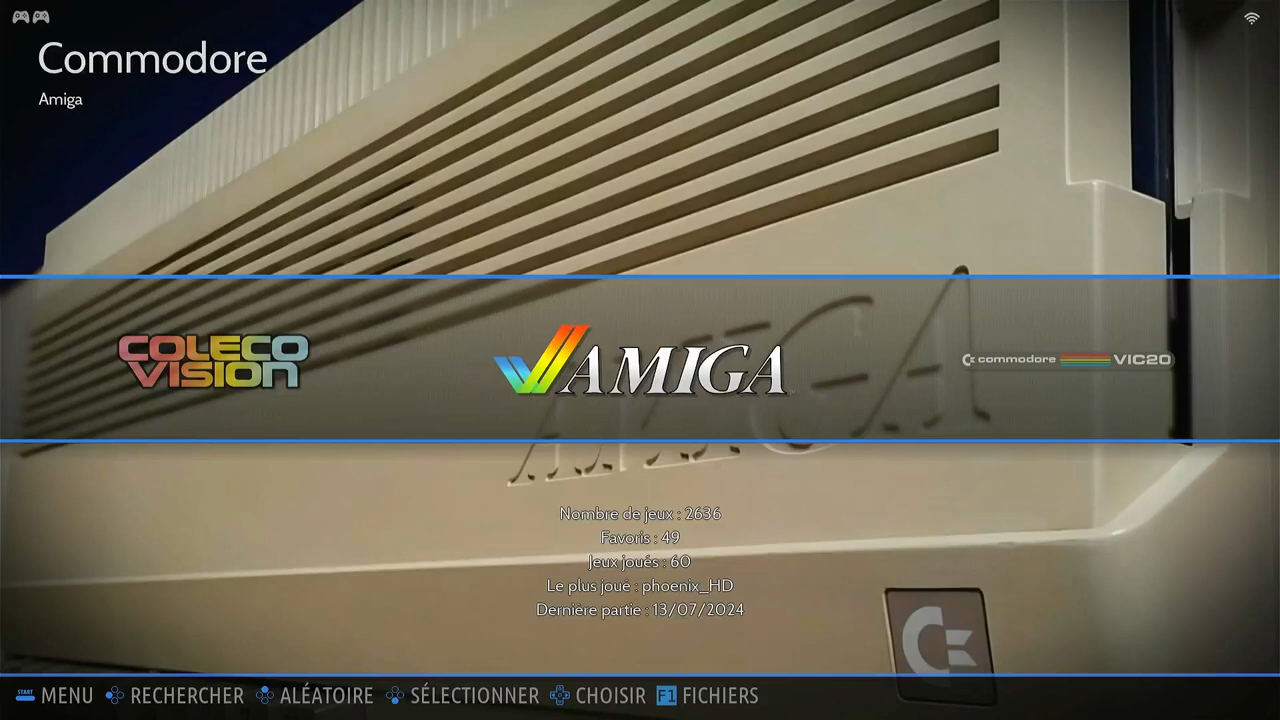 Commodore
Amiga
COLECO
VISION
AMIGA
commodore VIC20
AMIGA
Nombre de jeux : 2636
Favoris : 49
Jeux joués : 60
Le plus joué : phoenix_HD
Dernière partie : 13/07/2024
START MENU RECHERCHER ALÉATOIRE SÉLECTIONNER CHOISIR F1 FICHIERS